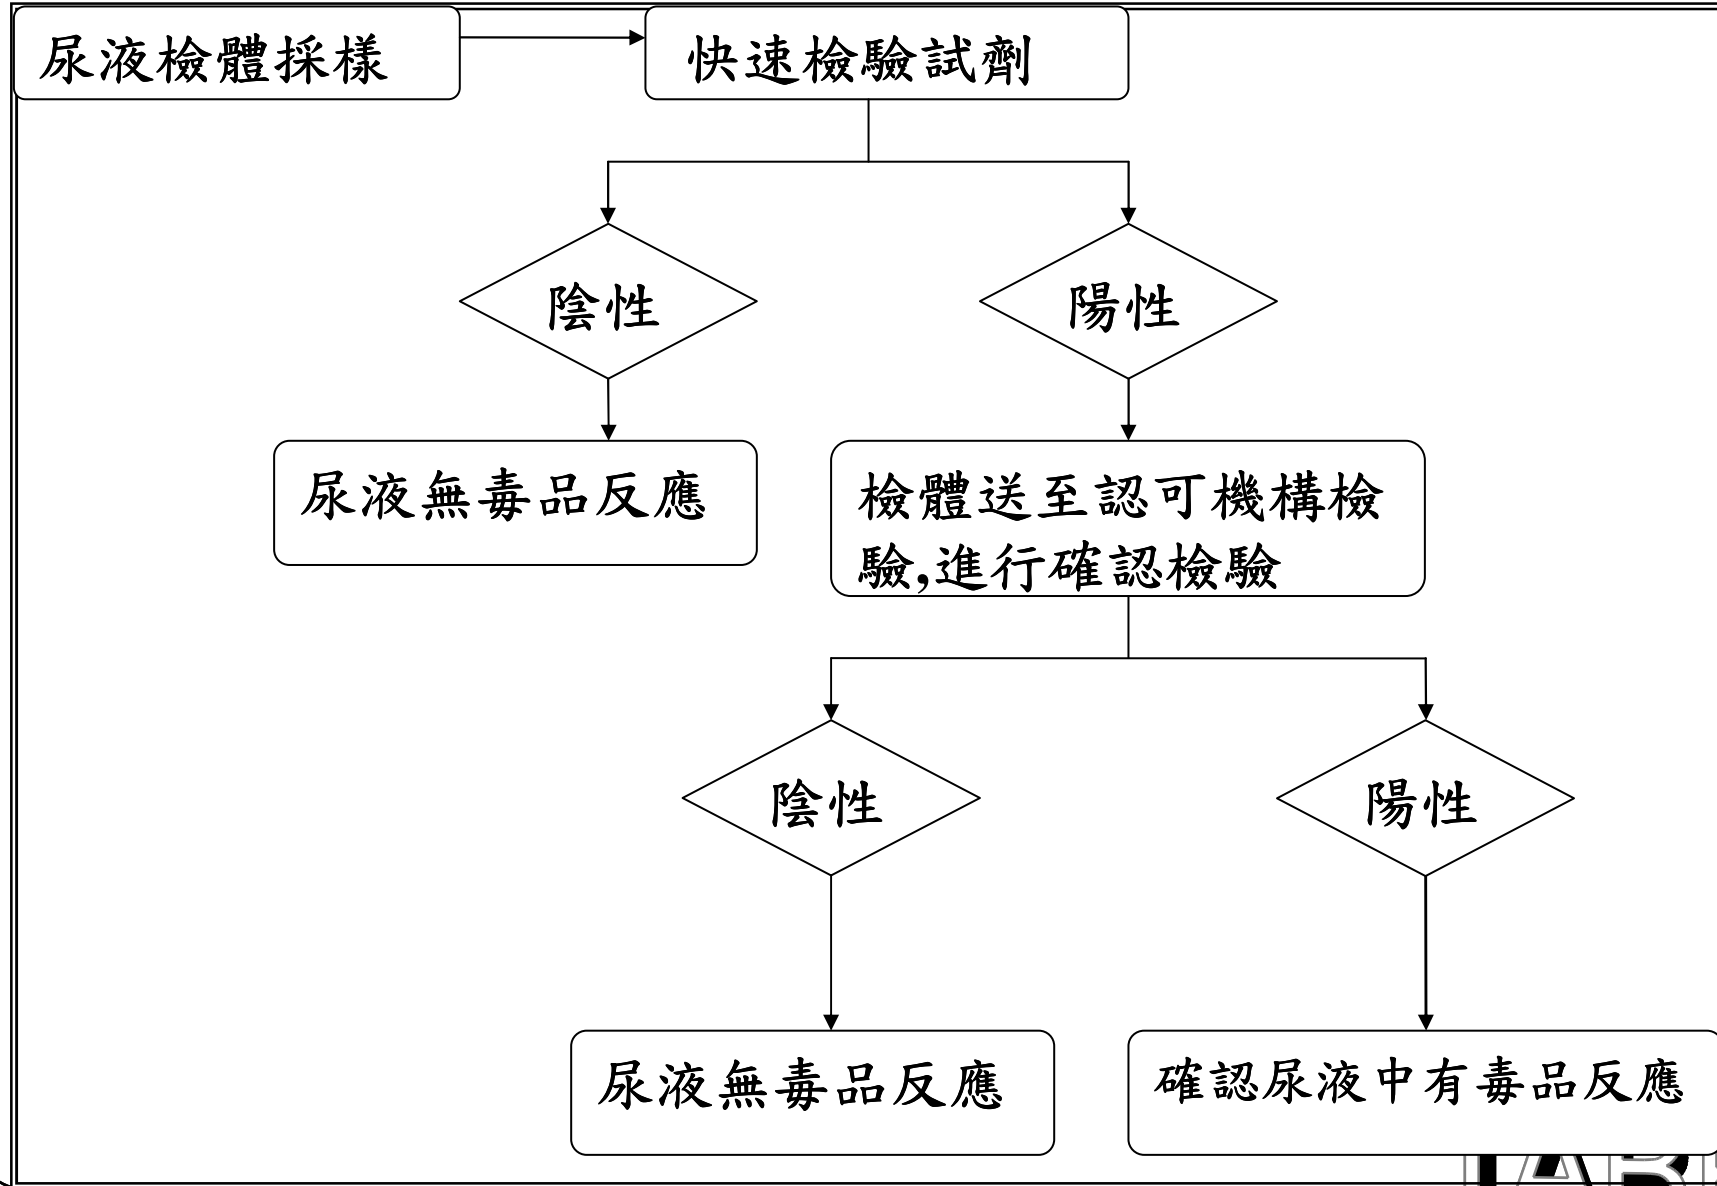 尿液檢體採樣
快速檢驗試劑
陰性
陽性
尿液無毒品反應
檢體送至認可機構檢
驗,進行確認檢驗
陰性
陽性
尿液無毒品反應
確認尿液中有毒品反應